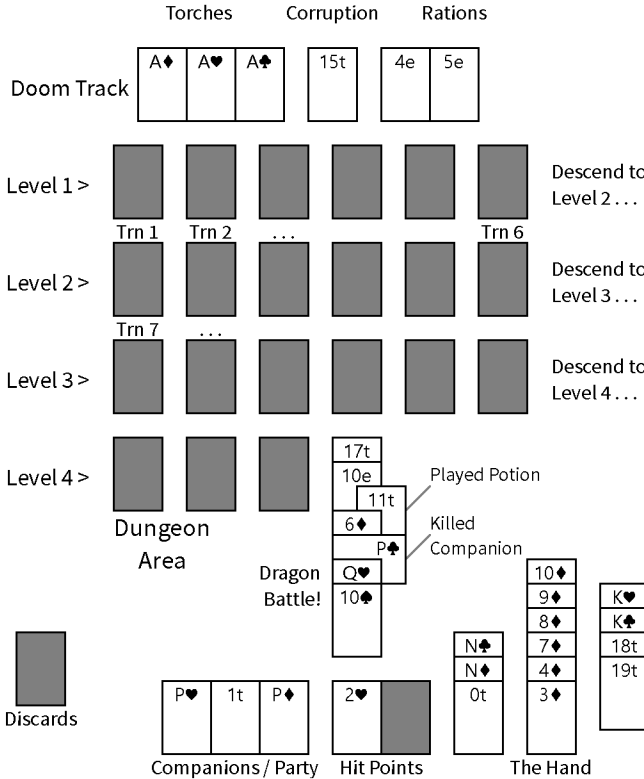 Torches Corruption Rations
Doom Track A♦ A♥ A♣ 15t 4e 5e
Level 1 > Descend to
Level 2 . . .
Trn 1 Trn 2 . . . Trn 6
Level 2 > Descend to
Level 3 . . .
Trn 7 . . .
Level 3 > Descend to
Level 4 . . .
Level 4 >
17t
10e
11t
6♦
P♣
Q♥
10♠
Played Potion
Killed
Companion
Dungeon
Area
Dragon
Battle!
Discards
P♥ 1t P♦
Companions / Party
2♥
Hit Points
N♣
N♦
0t
10♦
9♦
8♦
7♦
4♦
3♦
K♥
K♣
18t
19t
The Hand